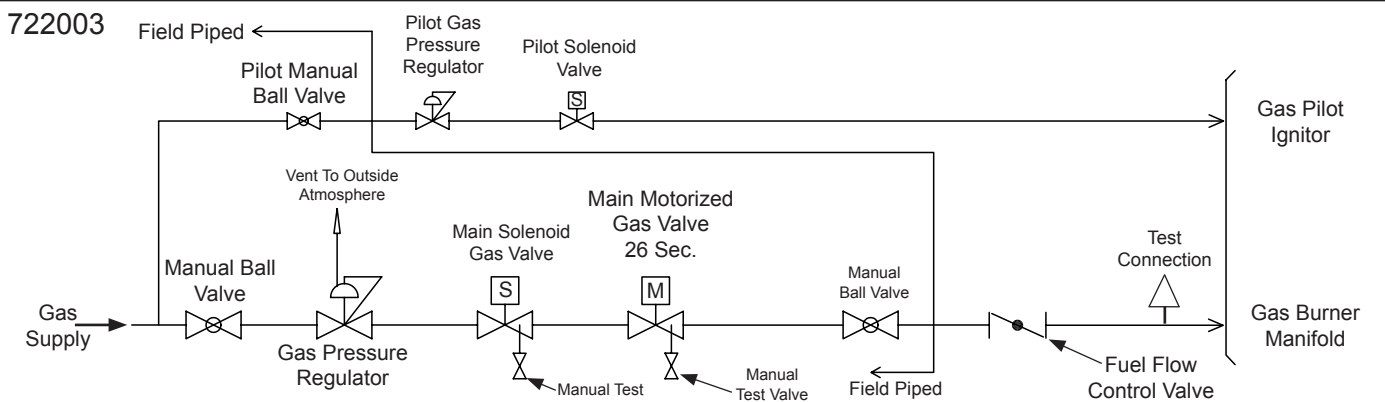 722003
Field Piped
Pilot Gas
Pressure
Regulator
Pilot Solenoid
Valve
Pilot Manual
Ball Valve
S
Gas Pilot
Ignitor
Vent To Outside
Atmosphere
Main Motorized
Gas Valve
26 Sec.
Main Solenoid
Gas Valve
Test
Connection
Manual Ball
Valve
Manual
Ball Valve
S
M
Gas
Supply
Gas Burner
Manifold
Gas Pressure
Regulator
Manual Test
Manual
Test Valve
Field Piped
Fuel Flow
Control Valve